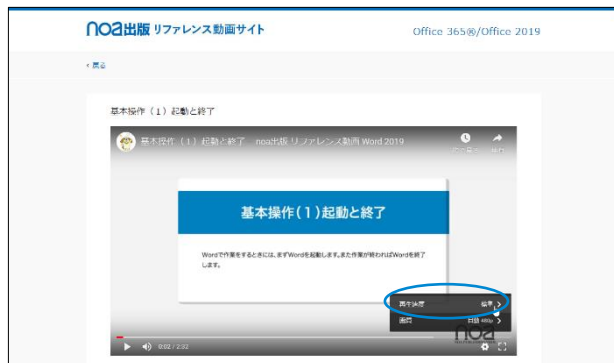 noa出版 リファレンス動画サイト
Office 365®/Office 2019
< 戻る
基本操作（1）起動と終了
基本操作（1）起動と終了 noa出版 リファレンス動画 Word 2019
基本操作（1）起動と終了
Wordで作業をするときには、まずWordを起動します。また作業が終わればWordを終了
します。
再生速度 標準 >
画質 自動 480p >
noa
0:02 / 2:32